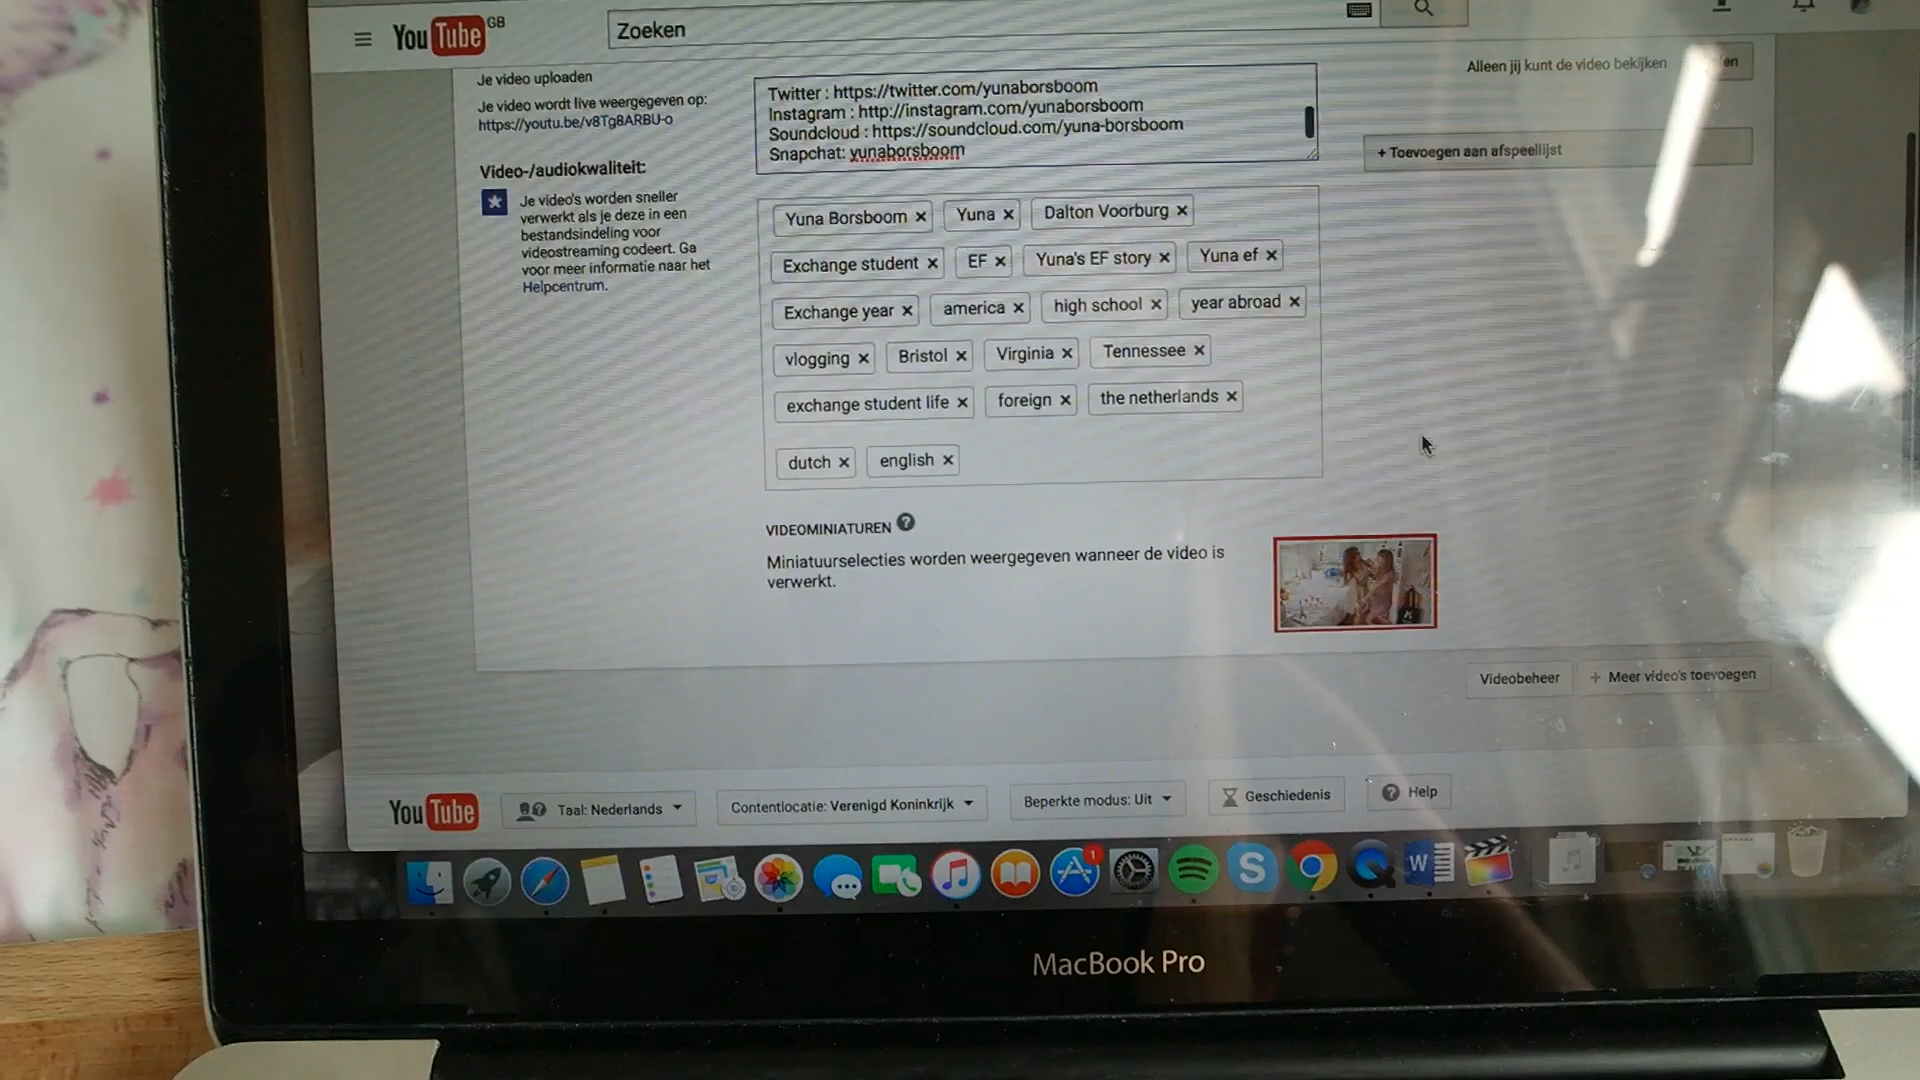 YouTube GB
Zoeken
Je video uploaden
Je video wordt live weergegeven op:
https://youtu.be/v8Tg8ARBU-o
Video-/audiokwaliteit:
Je video's worden sneller
verwerkt als je deze in een
bestandsindeling voor
videostreaming codeert. Ga
voor meer informatie naar het
Helpcentrum.
Twitter : https://twitter.com/yunaborsboom
Instagram : http://instagram.com/yunaborsboom
Soundcloud : https://soundcloud.com/yuna-borsboom
Snapchat: yunaborsboom
Alleen jij kunt de video bekijken
+ Toevoegen aan afspeellijst
Yuna Borsboom × Yuna × Dalton Voorburg ×
Exchange student × EF × Yuna's EF story × Yuna ef ×
Exchange year × america × high school × year abroad ×
vlogging × Bristol × Virginia × Tennessee ×
exchange student life × foreign × the netherlands ×
dutch × english ×
VIDEOMINIATUREN ?
Miniatuurselecties worden weergegeven wanneer de video is
verwerkt.
Videobeheer + Meer video's toevoegen
YouTube Taal: Nederlands Contentlocatie: Verenigd Koninkrijk Beperkte modus: Uit Geschiedenis ? Help
1
S
W
MacBook Pro